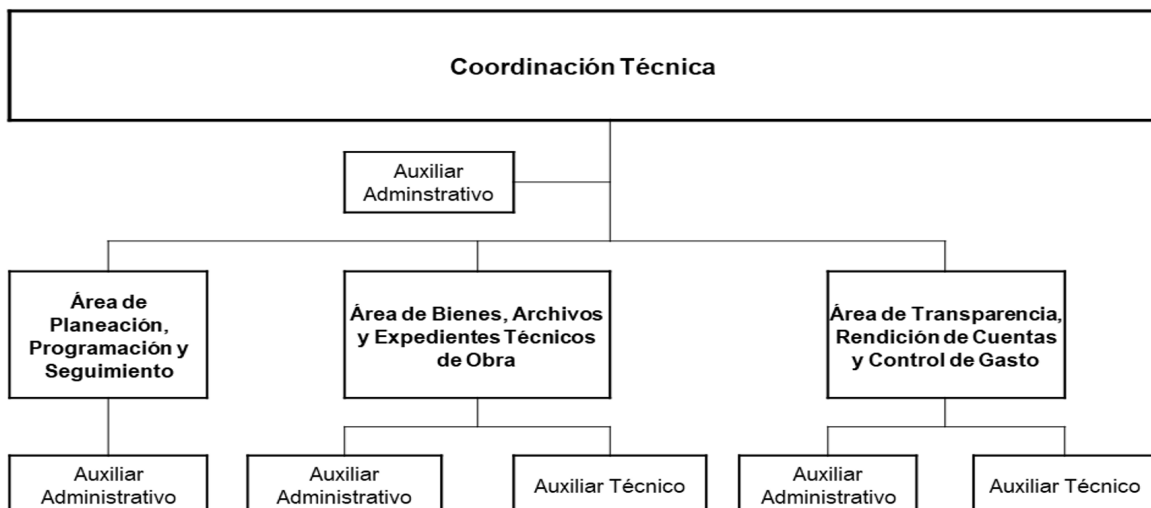 Coordinación Técnica
Auxiliar
Adminstrativo
Área de
Planeación,
Programación y
Seguimiento
Área de Bienes, Archivos
y Expedientes Técnicos
de Obra
Área de Transparencia,
Rendición de Cuentas
y Control de Gasto
Auxiliar
Administrativo
Auxiliar
Administrativo
Auxiliar Técnico
Auxiliar
Administrativo
Auxiliar Técnico